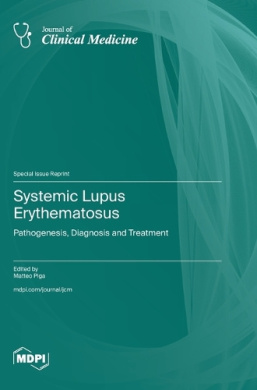 Journal of
Clinical Medicine
Special Issue Reprint
Systemic Lupus
Erythematosus
Pathogenesis, Diagnosis and Treatment
Edited by
Matteo Piga
mdpi.com/journal/jcm
MDPI